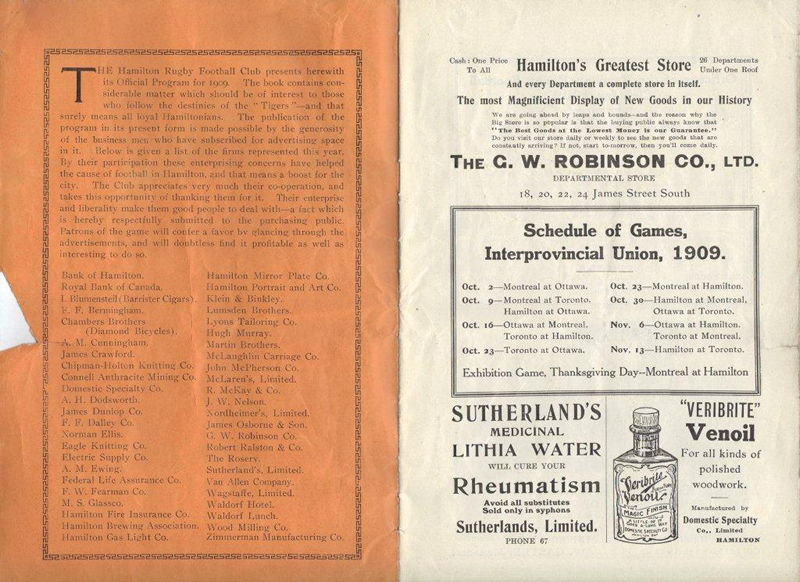 THE Hamilton Rugby Football Club presents herewith
its Official Program for 1909. The book contains con-
siderable matter which should be of interest to those
who follow the destinies of the "Tigers"—and that
surely means all loyal Hamiltonians. The publication of the
program in its present form is made possible by the generosity
of the business men who have subscribed for advertising space
in it. Below is given a list of the firms represented this year.
By their participation these enterprising concerns have helped
the cause of football in Hamilton, and that means a boost for the
city. The Club appreciates very much their co-operation, and
takes this opportunity of thanking them for it. Their enterprise
and liberality make them good people to deal with—a fact which
is hereby respectfully submitted to the purchasing public.
Patrons of the game will confer a favor by glancing through the
advertisements, and will doubtless find it profitable as well as
interesting to do so.
Bank of Hamilton.
Royal Bank of Canada.
I. Blumenstell (Barrister Cigars).
E. F. Bermingham.
Chambers Brothers
(Diamond Bicycles).
A. M. Cunningham.
James Crawford.
Chipman-Holton Knitting Co.
Connell Anthracite Mining Co.
Domestic Specialty Co.
A. H. Dodsworth.
James Dunlop Co.
F. F. Dalley Co.
Norman Ellis.
Eagle Knitting Co.
Electric Supply Co.
A. M. Ewing.
Federal Life Assurance Co.
F. W. Fearman Co.
M. S. Glassco.
Hamilton Fire Insurance Co.
Hamilton Brewing Association.
Hamilton Gas Light Co.
Hamilton Mirror Plate Co.
Hamilton Portrait and Art Co.
Klein & Binkley.
Lumsden Brothers.
Lyons Tailoring Co.
Hugh Murray.
Martin Brothers.
McLaughlin Carriage Co.
John McPherson Co.
McLaren's, Limited.
R. McKay & Co.
J. W. Nelson.
Nordheimer's, Limited.
James Osborne & Son.
G. W. Robinson Co.
Robert Ralston & Co.
The Rosery.
Sutherland's, Limited.
Van Allen Company.
Wagstaffe, Limited.
Waldorf Hotel.
Waldorf Lunch.
Wood Milling Co.
Zimmerman Manufacturing Co.
Cash: One Price
To All
Hamilton's Greatest Store
26 Departments
Under One Roof
And every Department a complete store in itself.
The most Magnificient Display of New Goods in our History
We are going ahead by leaps and bounds—and the reason why the
Big Store is so popular is that the buying public always know that
"The Best Goods at the Lowest Money is our Guarantee."
Do you visit our store daily or weekly to see the new goods that are
constantly arriving? If not, start to-morrow, then you'll come daily.
THE G. W. ROBINSON CO., LTD.
DEPARTMENTAL STORE
18, 20, 22, 24 James Street South
Schedule of Games,
Interprovincial Union, 1909.
Oct. 2—Montreal at Ottawa.
Oct. 9—Montreal at Toronto.
Hamilton at Ottawa.
Oct. 16—Ottawa at Montreal.
Toronto at Hamilton.
Oct. 23—Toronto at Ottawa.
Oct. 23—Montreal at Hamilton.
Oct. 30—Hamilton at Montreal.
Ottawa at Toronto.
Nov. 6—Ottawa at Hamilton.
Toronto at Montreal.
Nov. 13—Hamilton at Toronto.
Exhibition Game, Thanksgiving Day—Montreal at Hamilton
SUTHERLAND'S
MEDICINAL
LITHIA WATER
WILL CURE YOUR
Rheumatism
Avoid all substitutes
Sold only in syphons
Sutherlands, Limited.
PHONE 67
Veribrite
Venoil
MAGIC FINISH
"VERIBRITE"
Venoil
For all kinds of
polished
woodwork.
Manufactured by
Domestic Specialty
Co., Limited
HAMILTON